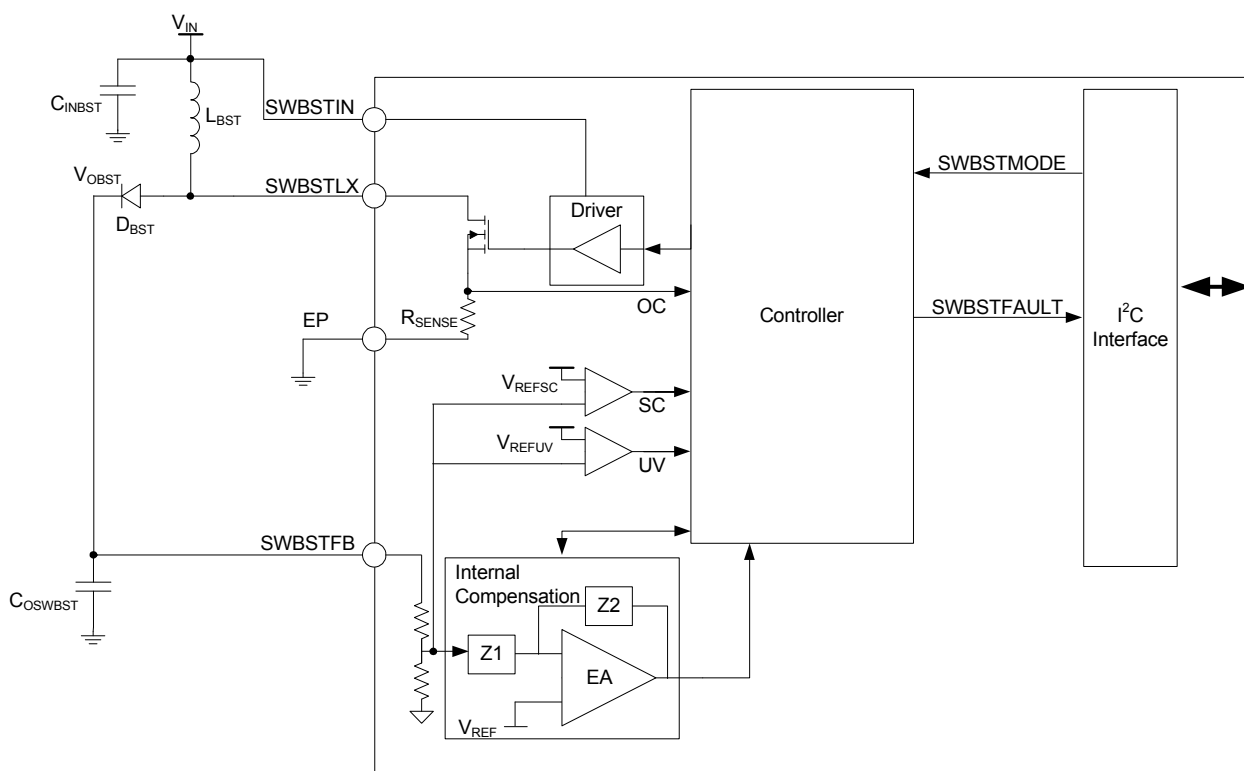 V_IN
C_INBST
L_BST
SWBSTIN
V_OBST
D_BST
SWBSTLX
Driver
SWBSTMODE
OC
Controller
SWBSTFAULT
I²C
Interface
EP
R_SENSE
V_REFSC
SC
V_REFUV
UV
SWBSTFB
C_OSWBST
Internal
Compensation
Z2
Z1
EA
V_REF